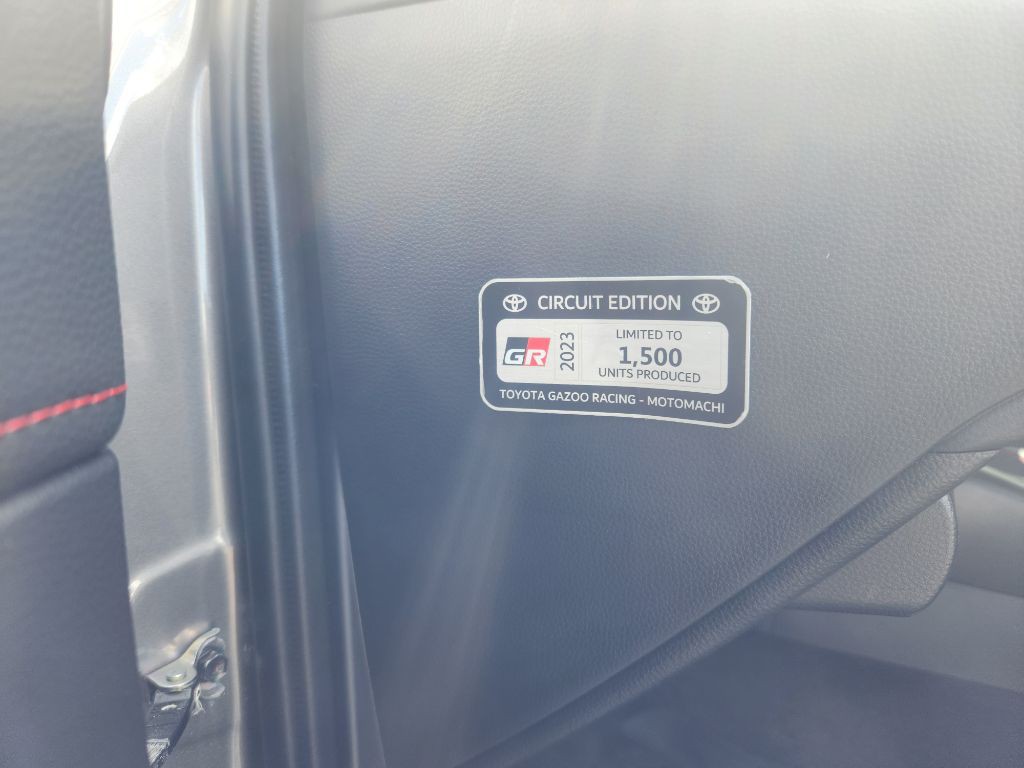 CIRCUIT EDITION
GR
2023
LIMITED TO
1,500
UNITS PRODUCED
TOYOTA GAZOO RACING - MOTOMACHI